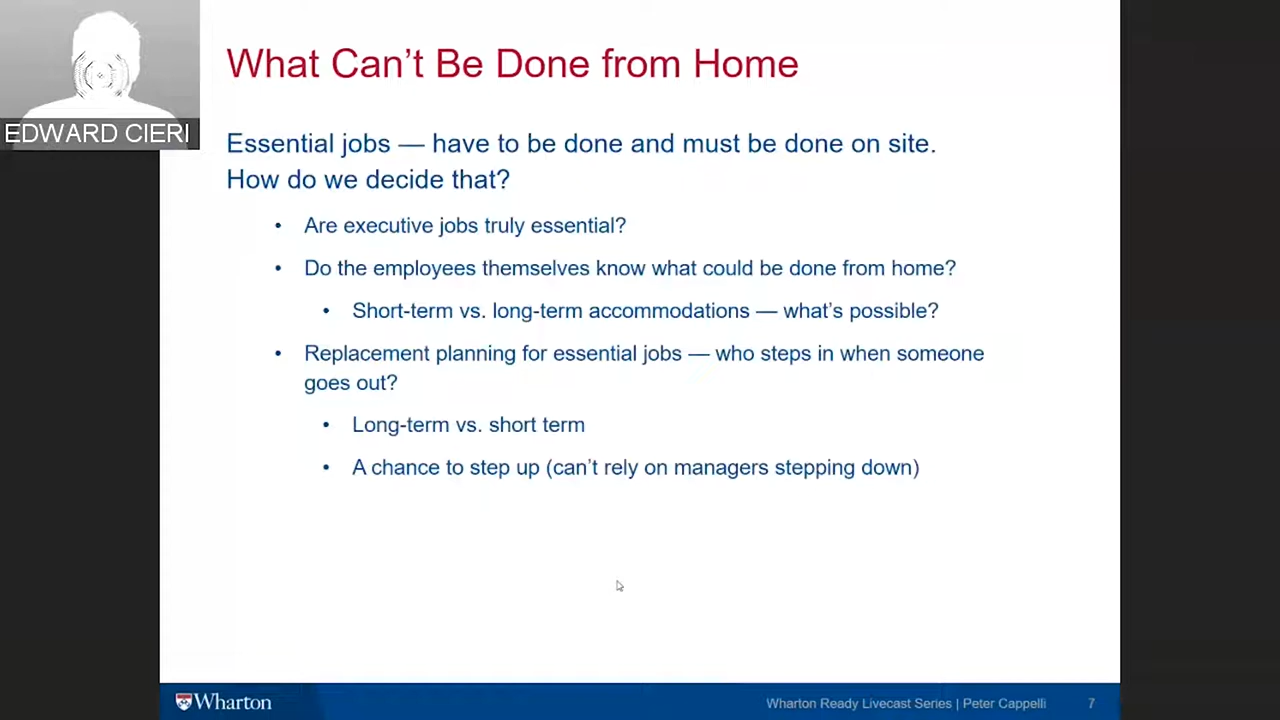 EDWARD CIERI
What Can’t Be Done from Home
Essential jobs — have to be done and must be done on site.
How do we decide that?
• Are executive jobs truly essential?
• Do the employees themselves know what could be done from home?
• Short-term vs. long-term accommodations — what’s possible?
• Replacement planning for essential jobs — who steps in when someone
goes out?
• Long-term vs. short term
• A chance to step up (can’t rely on managers stepping down)
Wharton
Wharton Ready Livecast Series | Peter Cappelli 7